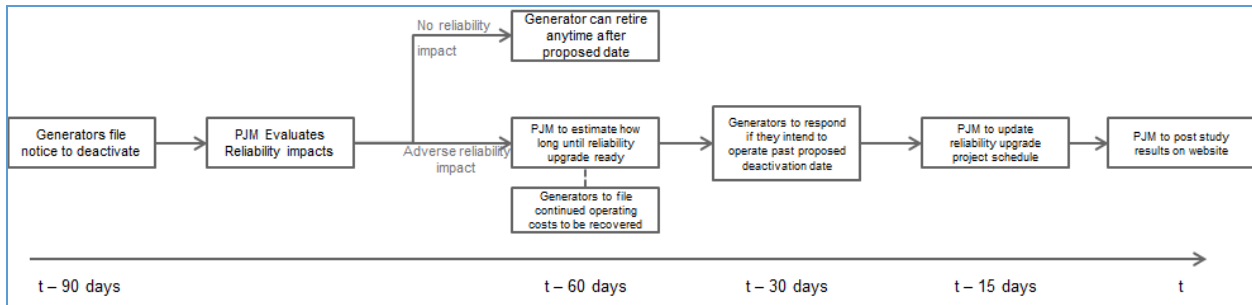 No reliability
impact
Generator can retire
anytime after
proposed date
Generators file
notice to deactivate
PJM Evaluates
Reliability impacts
Adverse reliability
impact
PJM to estimate how
long until reliability
upgrade ready
Generators to file
continued operating
costs to be recovered
Generators to respond
if they intend to
operate past proposed
deactivation date
PJM to update
reliability upgrade
project schedule
PJM to post study
results on website
t – 90 days
t – 60 days
t – 30 days
t – 15 days
t